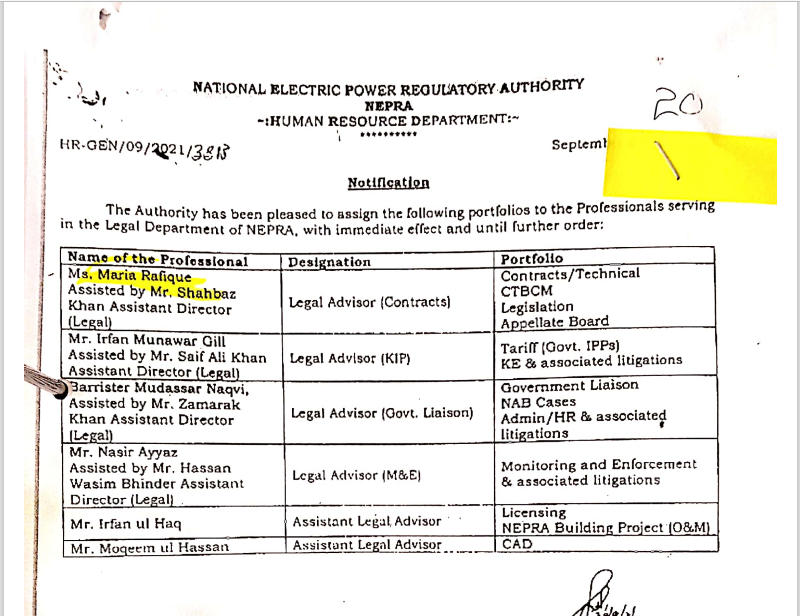 20
NATIONAL ELECTRIC POWER REGULATORY AUTHORITY
NEPRA
~:HUMAN RESOURCE DEPARTMENT:~
**********
HR-GEN/09/2021/
Septem
Notification
The Authority has been pleased to assign the following portfolios to the Professionals serving
in the Legal Department of NEPRA, with immediate effect and until further order:
Name of the Professional Designation Portfolio
Ms. Maria Rafique
Assisted by Mr. Shahbaz
Khan Assistant Director
(Legal)
Legal Advisor (Contracts)
Contracts/Technical
CTBCM
Legislation
Appellate Board
Mr. Irfan Munawar Gill
Assisted by Mr. Saif Ali Khan
Assistant Director (Legal)
Legal Advisor (KIP)
Tariff (Govt. IPPs)
KE & associated litigations
Barrister Mudassar Naqvi,
Assisted by Mr. Zamarak
Khan Assistant Director
(Legal)
Legal Advisor (Govt. Liaison)
Government Liaison
NAB Cases
Admin/HR & associated
litigations
Mr. Nasir Ayyaz
Assisted by Mr. Hassan
Wasim Bhinder Assistant
Director (Legal)
Legal Advisor (M&E)
Monitoring and Enforcement
& associated litigations
Mr. Irfan ul Haq
Assistant Legal Advisor
Licensing
NEPRA Building Project (O&M)
Mr. Moqeem ul Hassan
Assistant Legal Advisor
CAD